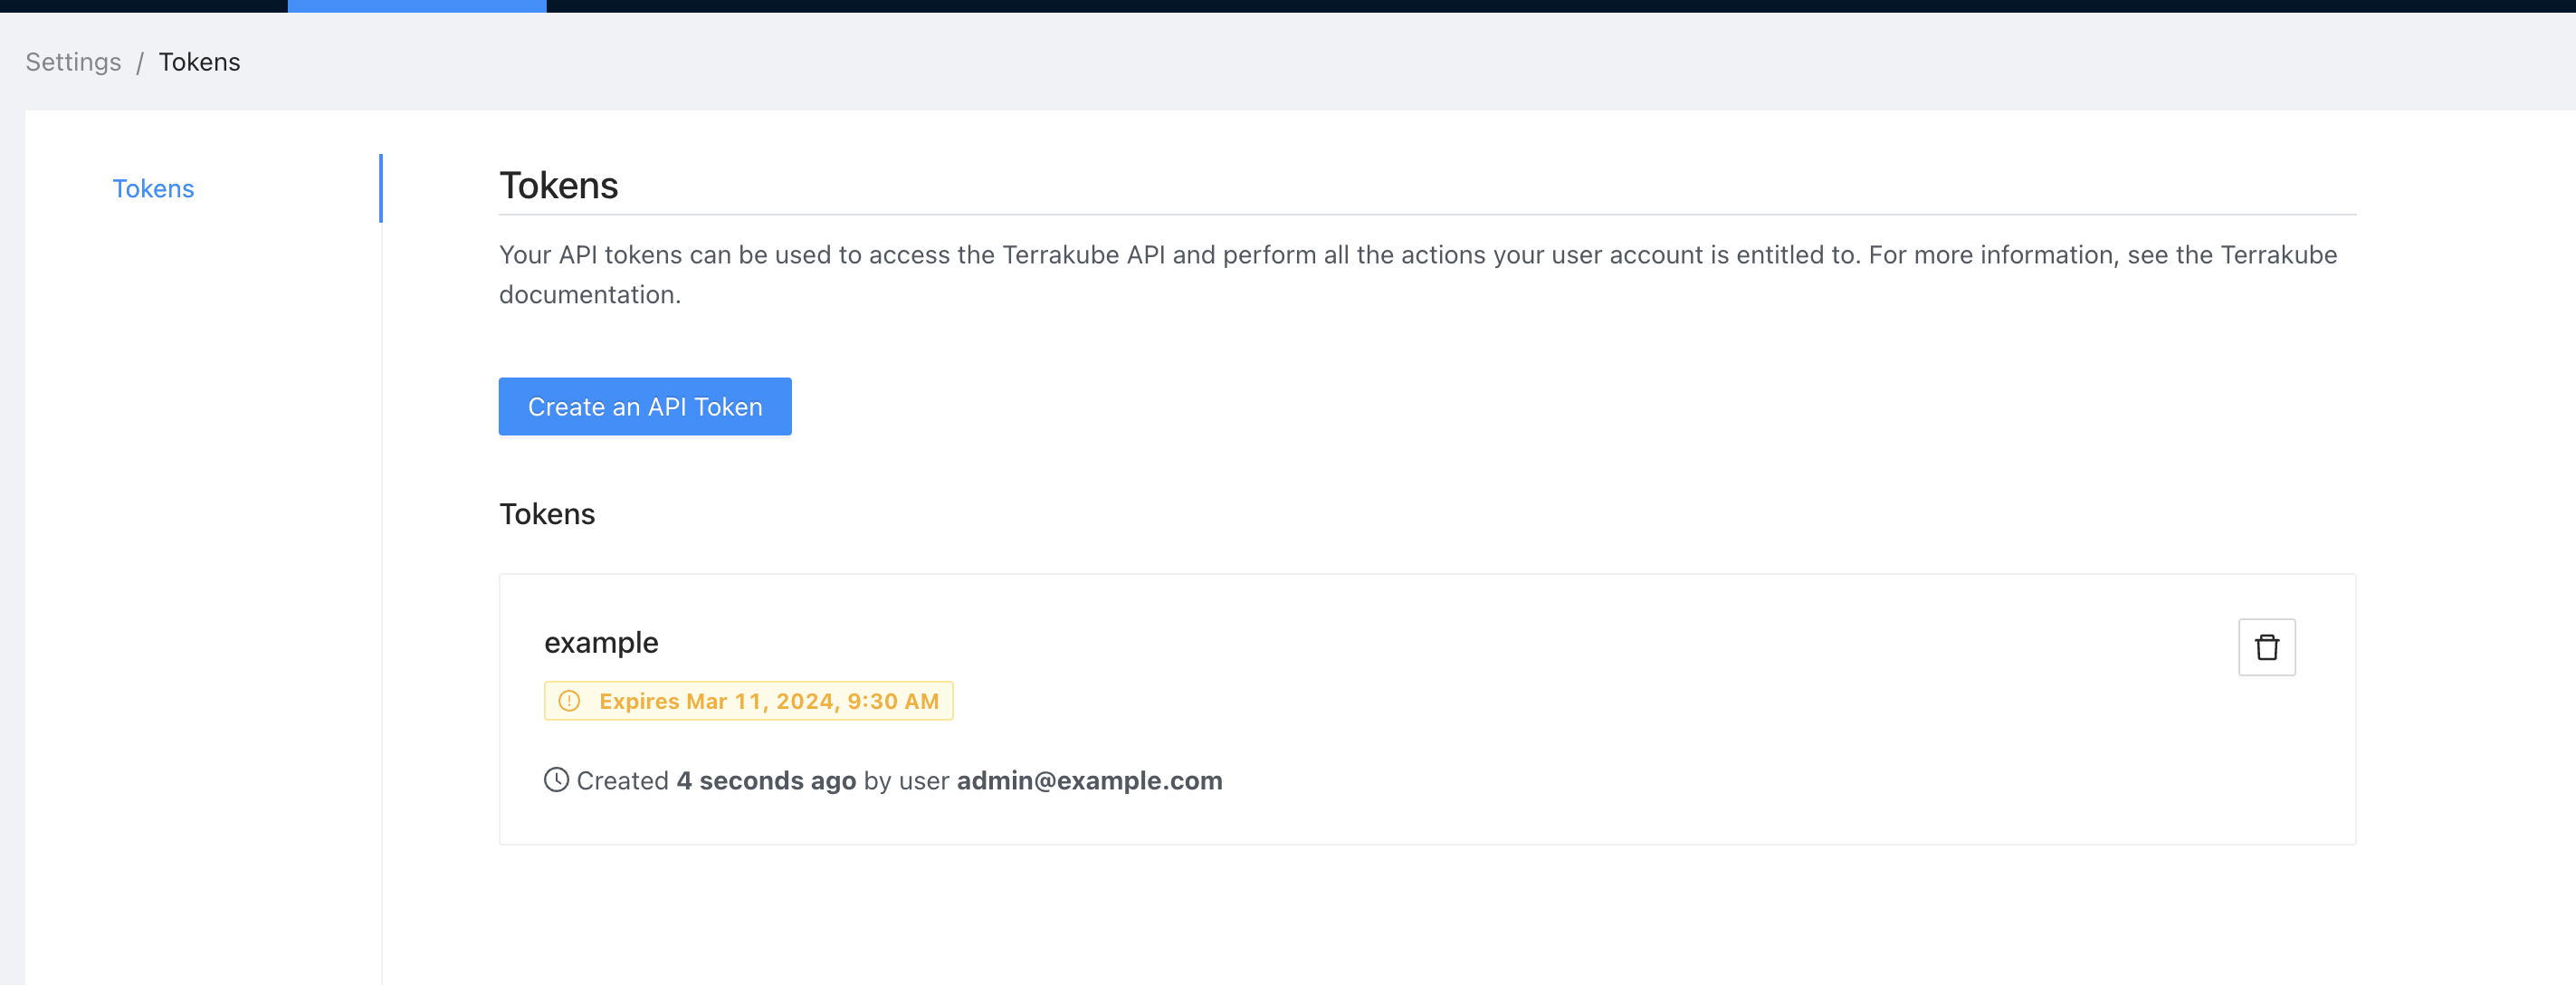 Settings / Tokens
Tokens
Tokens
Your API tokens can be used to access the Terrakube API and perform all the actions your user account is entitled to. For more information, see the Terrakube
documentation.
Create an API Token
Tokens
example
Expires Mar 11, 2024, 9:30 AM
Created 4 seconds ago by user admin@example.com